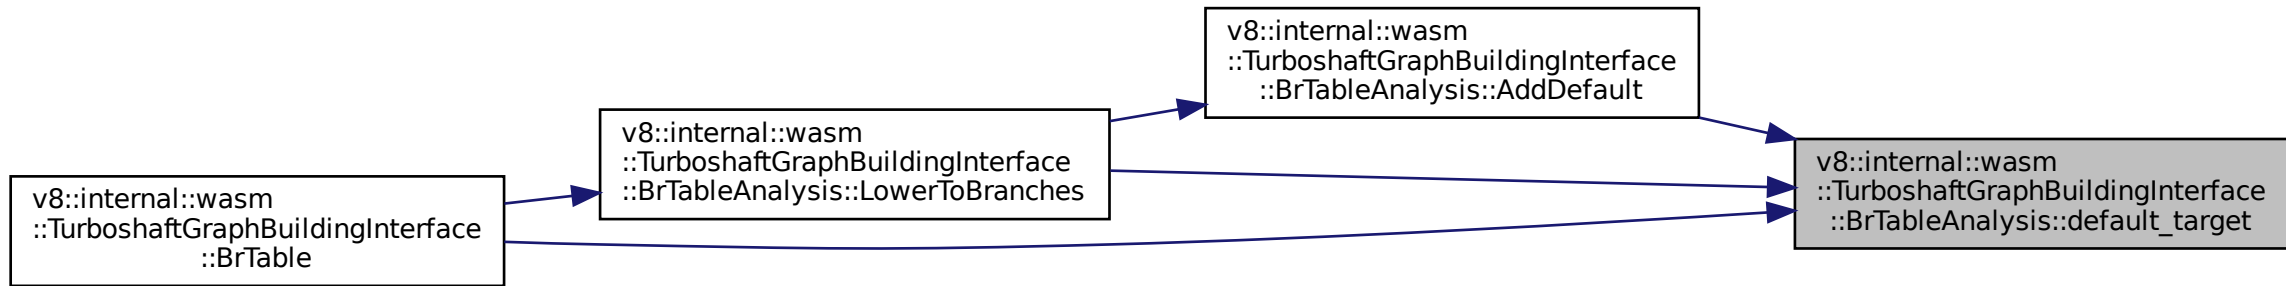 v8::internal::wasm
::TurboshaftGraphBuildingInterface
::BrTableAnalysis::AddDefault
v8::internal::wasm
::TurboshaftGraphBuildingInterface
::BrTableAnalysis::LowerToBranches
v8::internal::wasm
::TurboshaftGraphBuildingInterface
::BrTableAnalysis::default_target
v8::internal::wasm
::TurboshaftGraphBuildingInterface
::BrTable